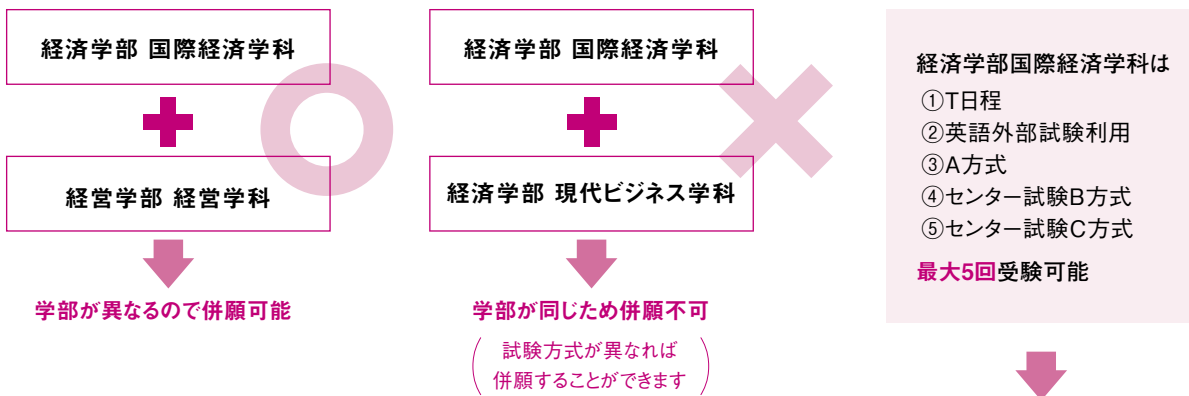 経済学部 国際経済学科
経営学部 経営学科
学部が異なるので併願可能
経済学部 国際経済学科
経済学部 現代ビジネス学科
学部が同じため併願不可
試験方式が異なれば
併願することができます
経済学部国際経済学科は
①T日程
②英語外部試験利用
③A方式
④センター試験B方式
⑤センター試験C方式
最大5回受験可能